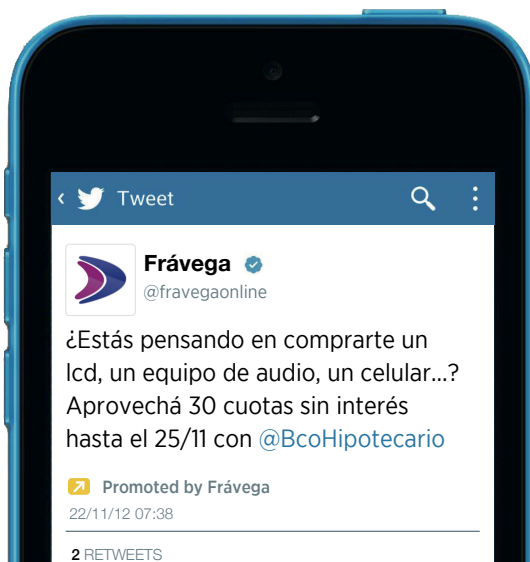 Tweet
Frávega
@fravegaonline
¿Estás pensando en comprarte un
lcd, un equipo de audio, un celular...?
Aprovechá 30 cuotas sin interés
hasta el 25/11 con @BcoHipotecario
Promoted by Frávega
22/11/12 07:38
2 RETWEETS